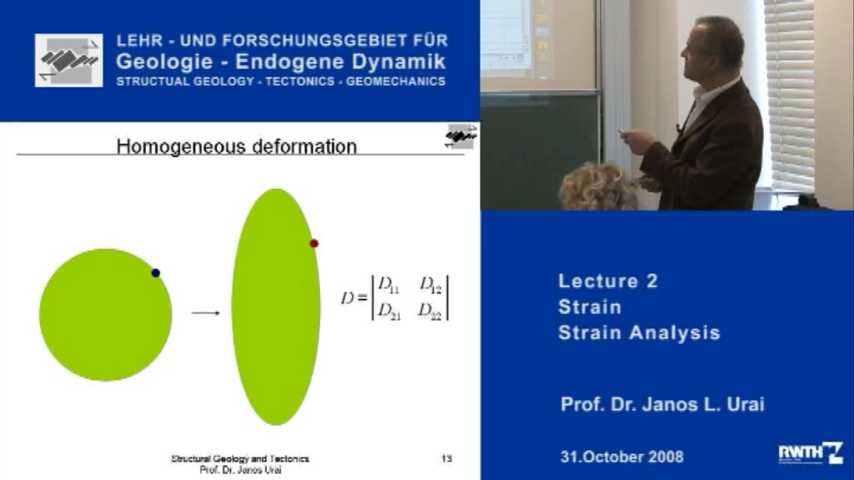 LEHR - UND FORSCHUNGSGEBIET FÜR
Geologie - Endogene Dynamik
STRUCTUAL GEOLOGY - TECTONICS - GEOMECHANICS
Homogeneous deformation
D = | D11 D12 |
| D21 D22 |
Structural Geology and Tectonics
Prof. Dr. Janos Urai
13
Lecture 2
Strain
Strain Analysis
Prof. Dr. Janos L. Urai
31.October 2008
RWTH